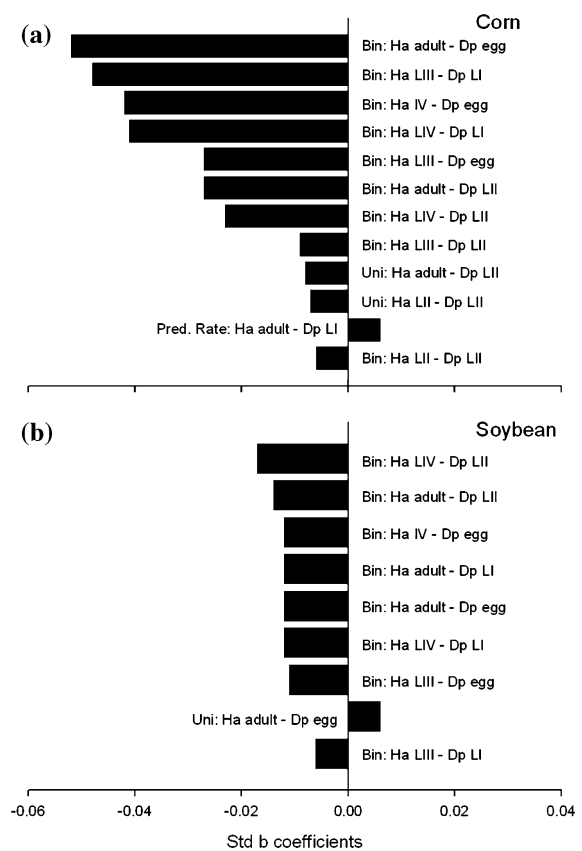 (a)
Corn
Bin: Ha adult - Dp egg
Bin: Ha LIII - Dp LI
Bin: Ha IV - Dp egg
Bin: Ha LIV - Dp LI
Bin: Ha LIII - Dp egg
Bin: Ha adult - Dp LII
Bin: Ha LIV - Dp LII
Bin: Ha LIII - Dp LII
Uni: Ha adult - Dp LII
Uni: Ha LII - Dp LII
Pred. Rate: Ha adult - Dp LI
Bin: Ha LII - Dp LII
(b)
Soybean
Bin: Ha LIV - Dp LII
Bin: Ha adult - Dp LII
Bin: Ha IV - Dp egg
Bin: Ha adult - Dp LI
Bin: Ha adult - Dp egg
Bin: Ha LIV - Dp LI
Bin: Ha LIII - Dp egg
Uni: Ha adult - Dp egg
Bin: Ha LIII - Dp LI
-0.06 -0.04 -0.02 0.00 0.02 0.04
Std b coefficients